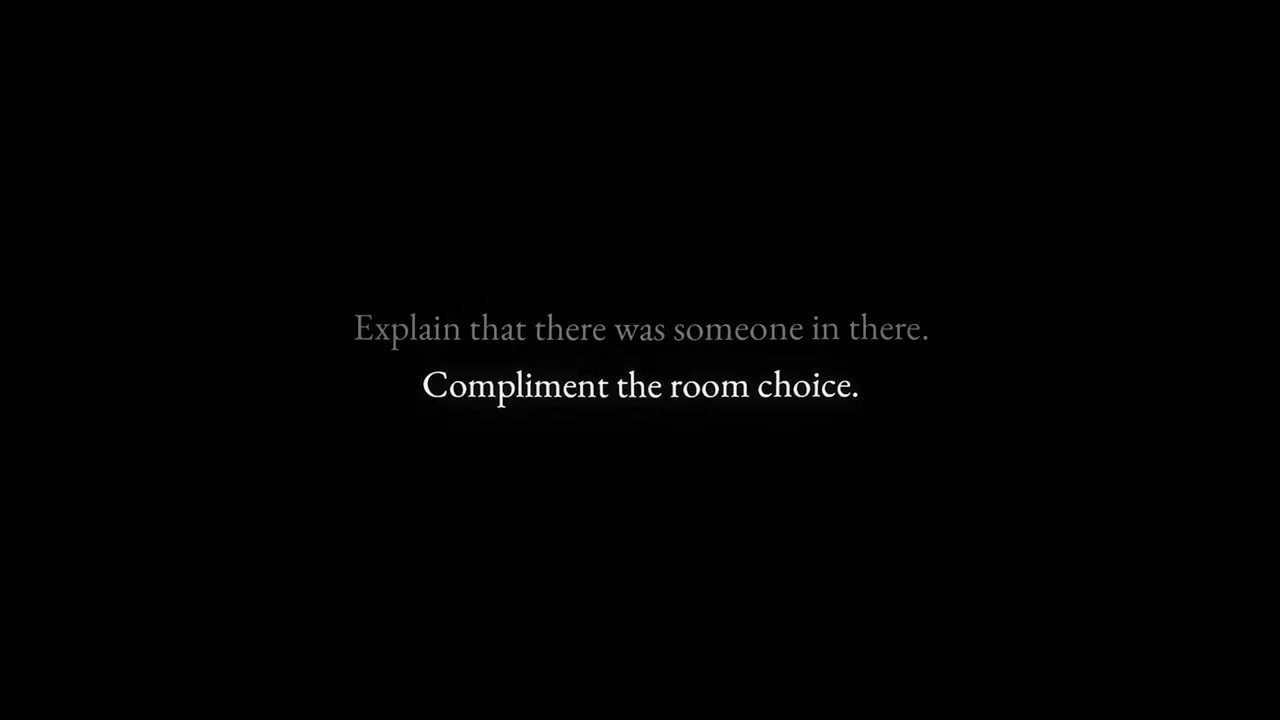 Explain that there was someone in there.
Compliment the room choice.